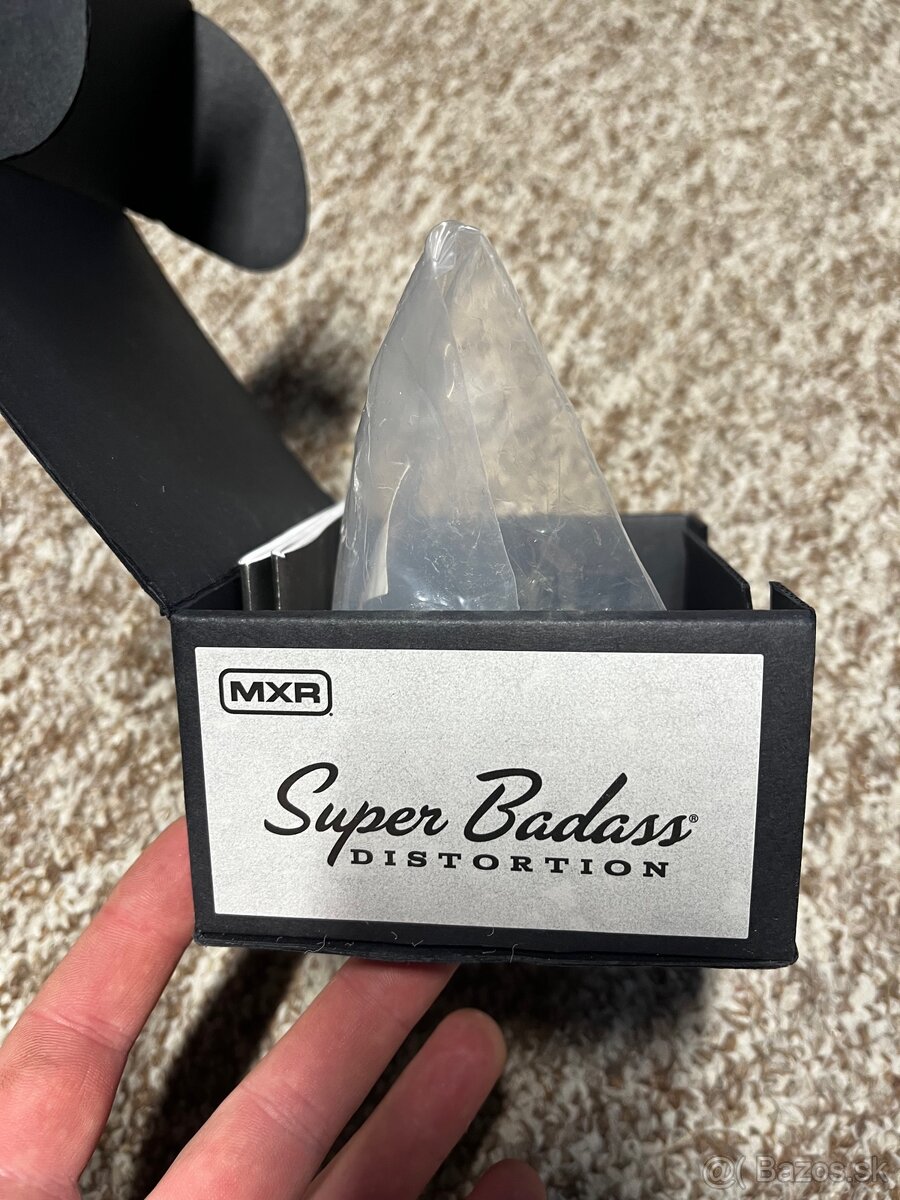 MXR
Super Badass®
DISTORTION
@( Bazos.sk